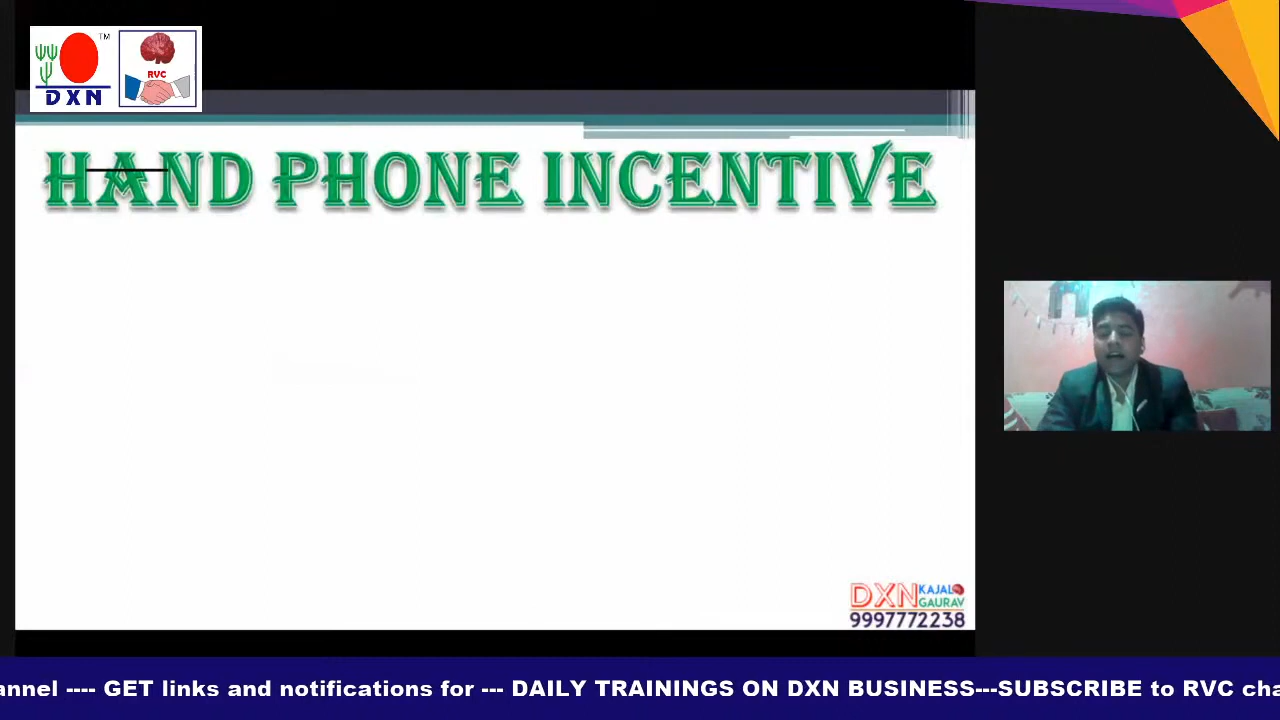 TM
DXN
RVC
HAND PHONE INCENTIVE
DXN KAJAL
GAURAV
9997772238
annel ---- GET links and notifications for --- DAILY TRAININGS ON DXN BUSINESS---SUBSCRIBE to RVC cha